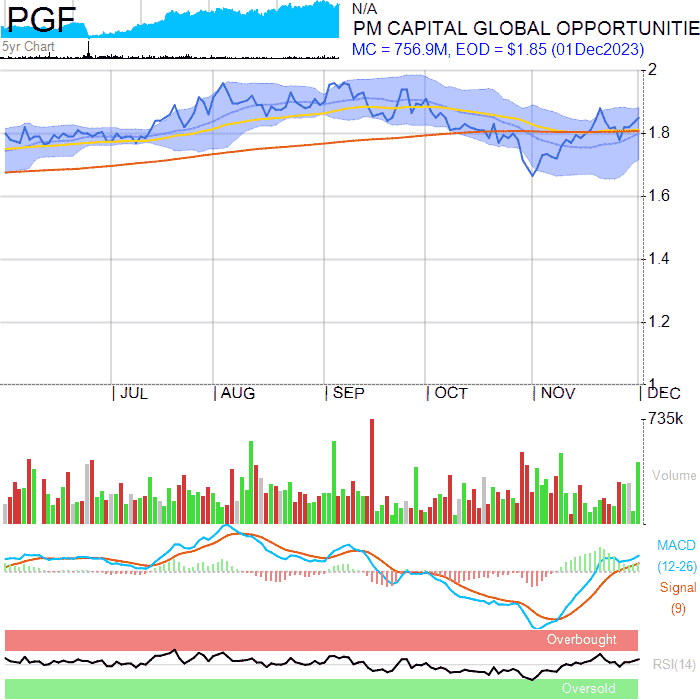 PGF
5yr Chart
N/A
PM CAPITAL GLOBAL OPPORTUNITIE
MC = 756.9M, EOD = $1.85 (01Dec2023)
2
1.8
1.6
1.4
1.2
1
JUL AUG SEP OCT NOV DEC
735k
Volume
MACD
(12-26)
Signal
(9)
Overbought
RSI(14)
Oversold